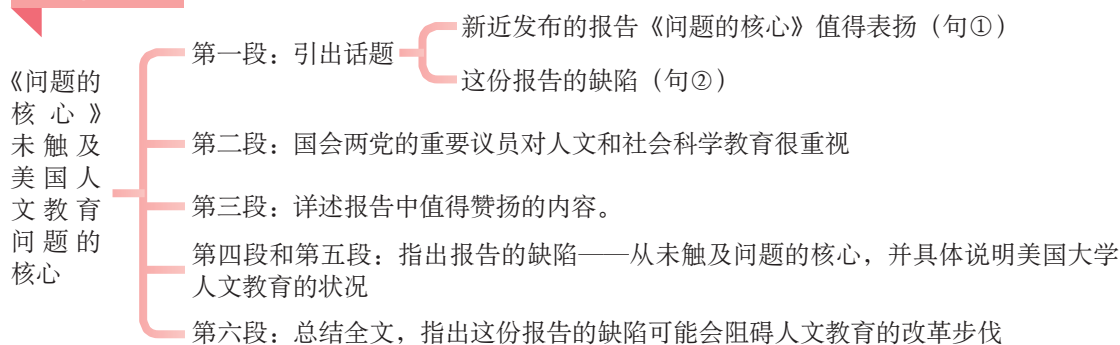 新近发布的报告《问题的核心》值得表扬（句①）
第一段：引出话题
这份报告的缺陷（句②）
《问题的
核心》
未触及
美国人
文教育
问题的
核心
第二段：国会两党的重要议员对人文和社会科学教育很重视
第三段：详述报告中值得赞扬的内容。
第四段和第五段：指出报告的缺陷——从未触及问题的核心，并具体说明美国大学
人文教育的状况
第六段：总结全文，指出这份报告的缺陷可能会阻碍人文教育的改革步伐